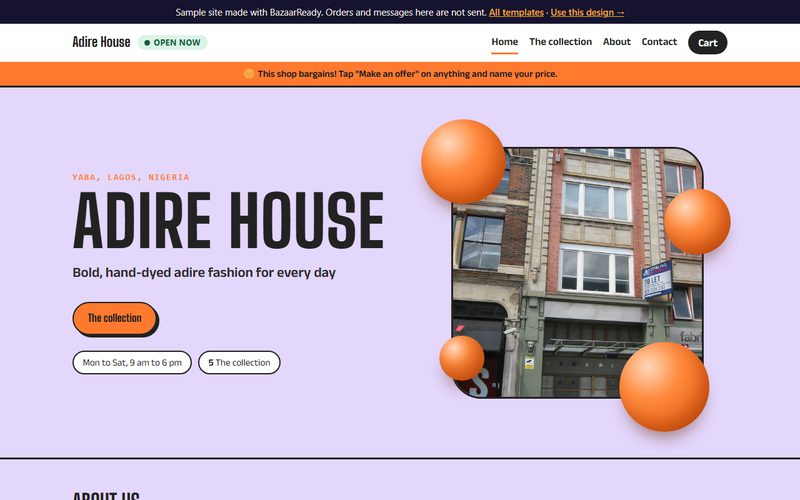 Sample site made with BazaarReady. Orders and messages here are not sent. All templates · Use this design →
Adire House
OPEN NOW
Home
The collection
About
Contact
Cart
This shop bargains! Tap "Make an offer" on anything and name your price.
YABA, LAGOS, NIGERIA
ADIRE HOUSE
Bold, hand-dyed adire fashion for every day
The collection
Mon to Sat, 9 am to 6 pm
5 The collection
TO LET
ABOUT US